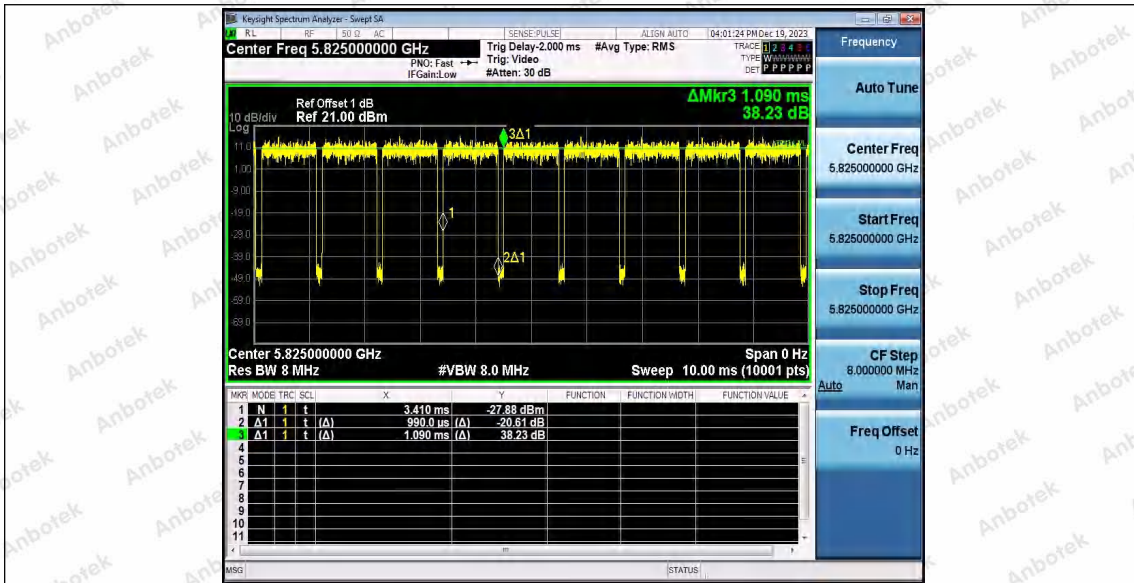 Keysight Spectrum Analyzer - Swept SA
RL RF 50 Ω AC SENSE:PULSE ALIGN AUTO 04:01:24 PM Dec 19, 2023
Center Freq 5.825000000 GHz
PNO: Fast
IFGain:Low
Trig Delay-2.000 ms
Trig: Video
#Atten: 30 dB
#Avg Type: RMS
TRACE 1 2 3 4 5 6
TYPE WWWWWW
DET P P P P P P
ΔMkr3 1.090 ms
38.23 dB
Ref Offset 1 dB
10 dB/div Ref 21.00 dBm
Log
11.0
1.00
-9.00
-19.0
-29.0
-39.0
-49.0
-59.0
-69.0
3Δ1
1
2Δ1
Center 5.825000000 GHz Span 0 Hz
Res BW 8 MHz #VBW 8.0 MHz Sweep 10.00 ms (10001 pts)
MKR MODE TRC SCL X Y FUNCTION FUNCTION WIDTH FUNCTION VALUE
1 N 1 t 3.410 ms -27.88 dBm
2 Δ1 1 t (Δ) 990.0 µs (Δ) -20.61 dB
3 Δ1 1 t (Δ) 1.090 ms (Δ) 38.23 dB
4
5
6
7
8
9
10
11
MSG STATUS
Frequency
Auto Tune
Center Freq
5.825000000 GHz
Start Freq
5.825000000 GHz
Stop Freq
5.825000000 GHz
CF Step
8.000000 MHz
Auto Man
Freq Offset
0 Hz
Anbotek